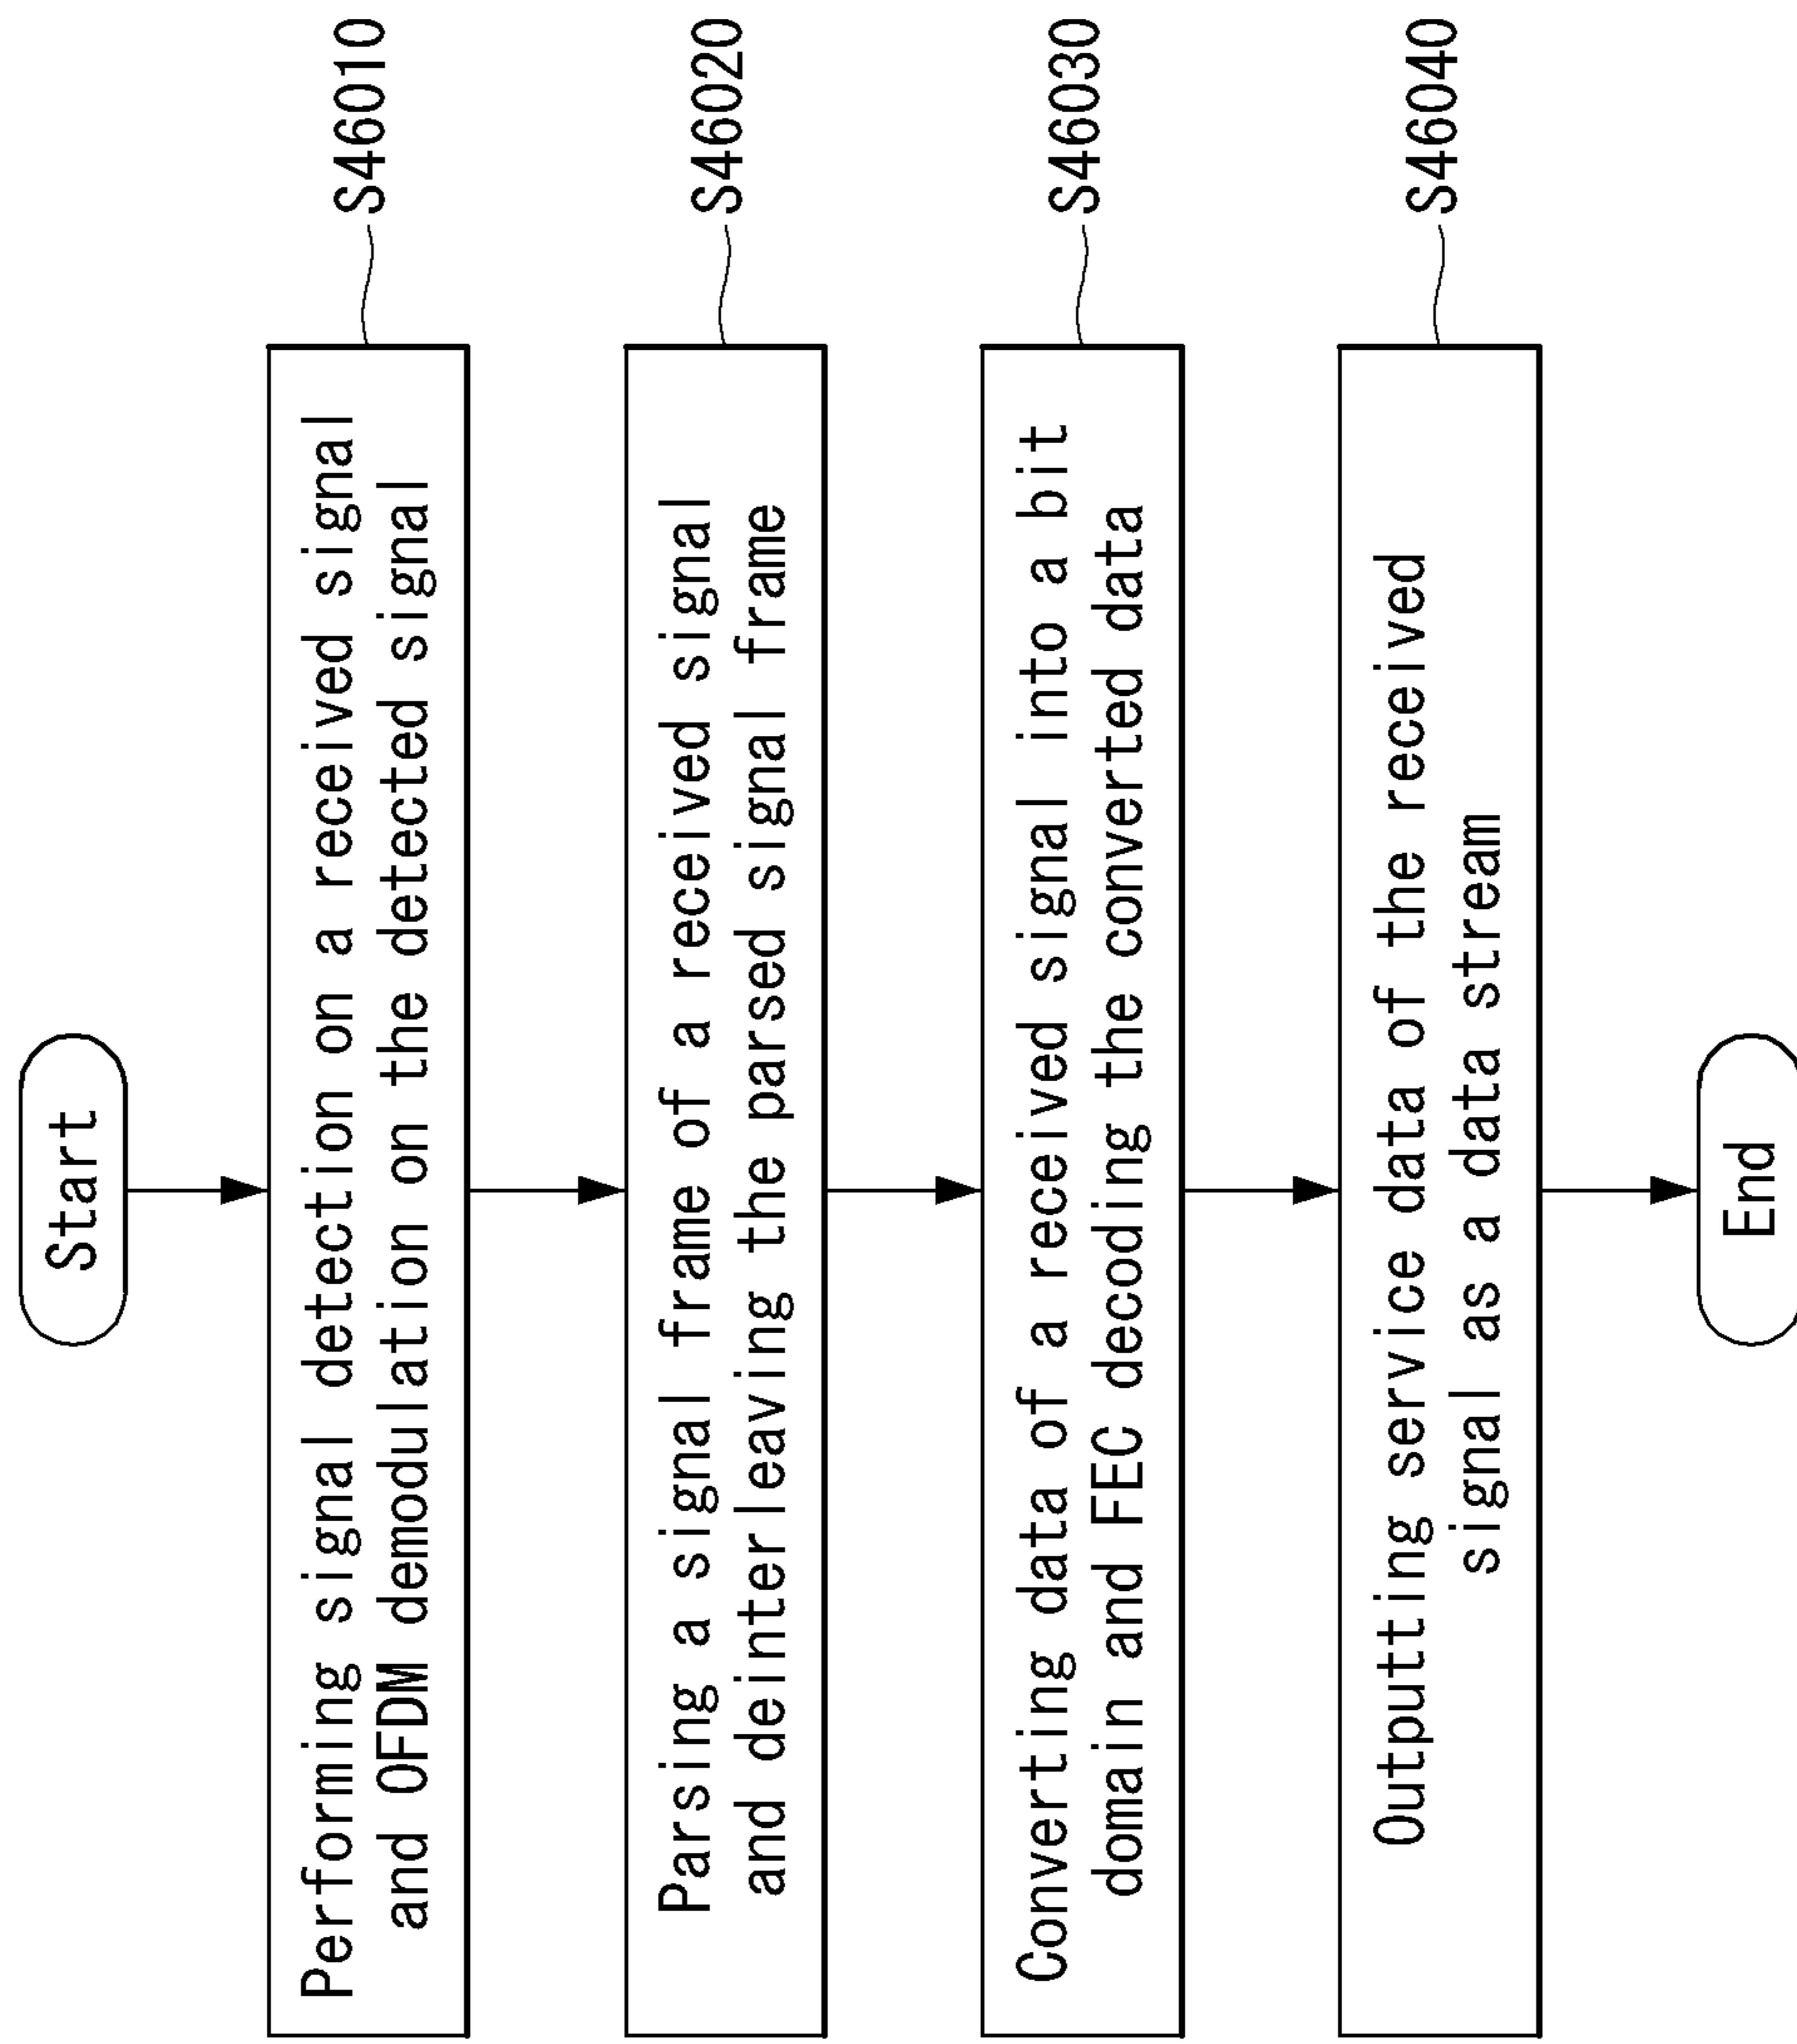 Start
Performing signal detection on a received signal
and OFDM demodulation on the detected signal
S46010
Parsing a signal frame of a received signal
and deinterleaving the parsed signal frame
S46020
Converting data of a received signal into a bit
domain and FEC decoding the converted data
S46030
Outputting service data of the received
signal as a data stream
S46040
End